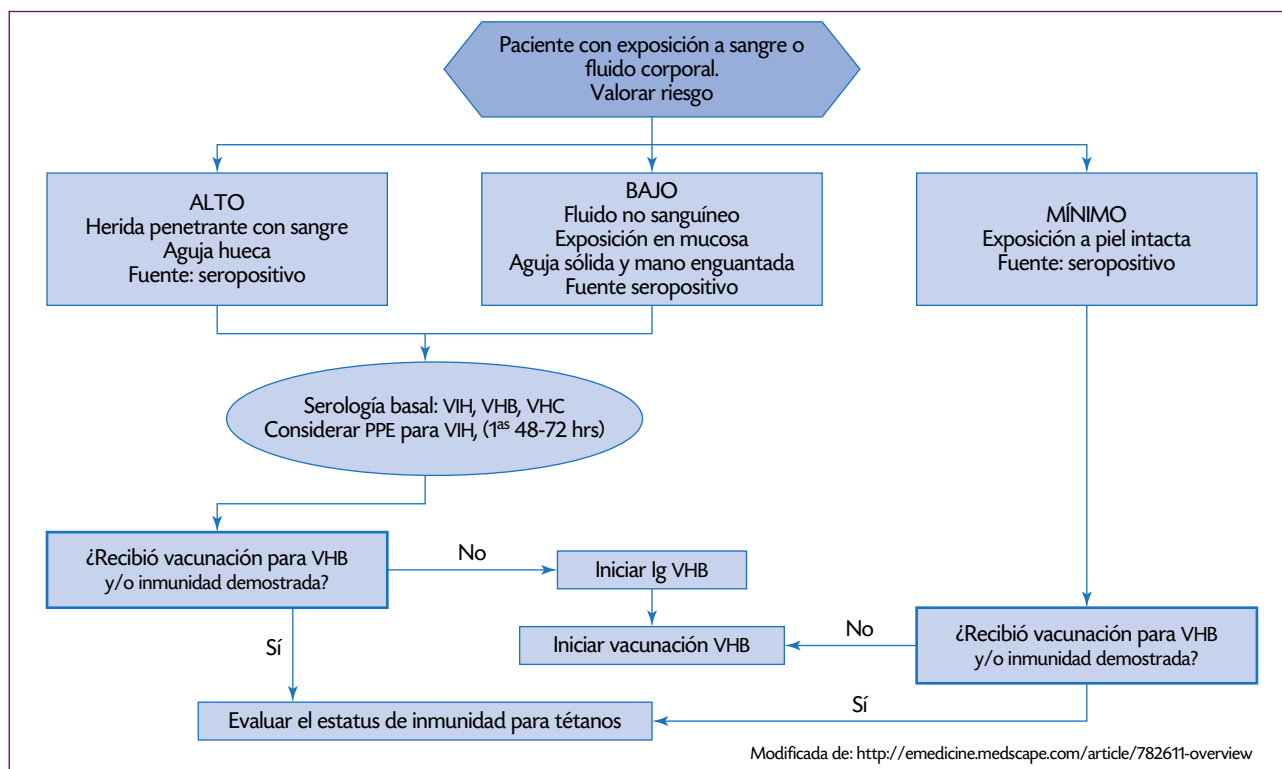 Paciente con exposición a sangre o
fluido corporal.
Valorar riesgo
ALTO
Herida penetrante con sangre
Aguja hueca
Fuente: seropositivo
BAJO
Fluido no sanguíneo
Exposición en mucosa
Aguja sólida y mano enguantada
Fuente seropositivo
MÍNIMO
Exposición a piel intacta
Fuente: seropositivo
Serología basal: VIH, VHB, VHC
Considerar PPE para VIH, (1as 48-72 hrs)
¿Recibió vacunación para VHB
y/o inmunidad demostrada?
No
Iniciar Ig VHB
Iniciar vacunación VHB
No
¿Recibió vacunación para VHB
y/o inmunidad demostrada?
Sí
Sí
Evaluar el estatus de inmunidad para tétanos
Modificada de: http://emedicine.medscape.com/article/782611-overview